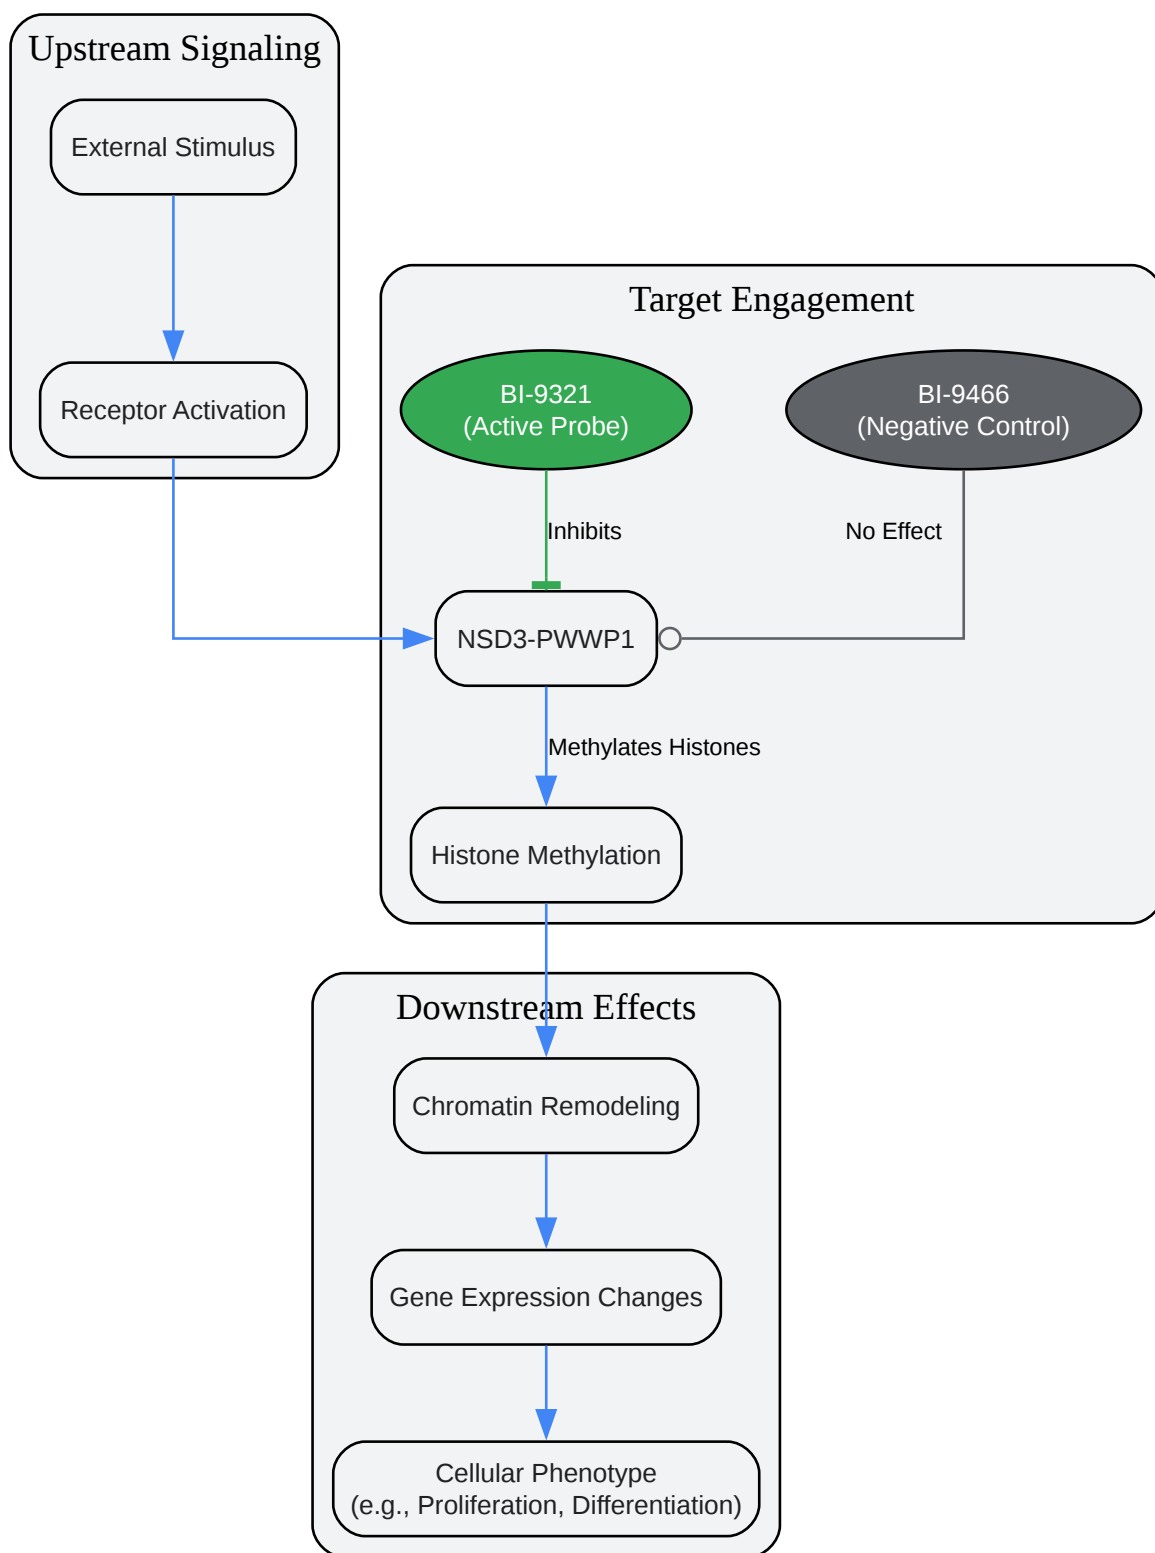 Upstream Signaling
External Stimulus
Receptor Activation
Target Engagement
BI-9321
(Active Probe)
BI-9466
(Negative Control)
Inhibits
No Effect
NSD3-PWWP1
Methylates Histones
Histone Methylation
Downstream Effects
Chromatin Remodeling
Gene Expression Changes
Cellular Phenotype
(e.g., Proliferation, Differentiation)